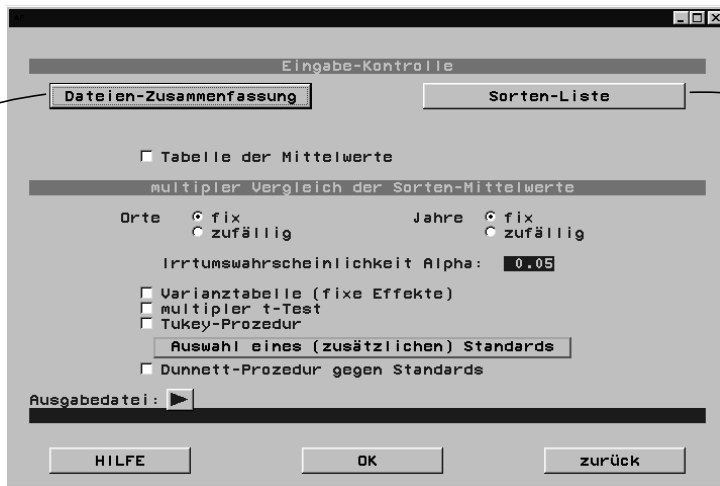 Eingabe-Kontrolle
Dateien-Zusammenfassung Sorten-Liste
Tabelle der Mittelwerte
multipler Vergleich der Sorten-Mittelwerte
Orte fix Jahre fix
zufällig zufällig
Irrtumswahrscheinlichkeit Alpha: 0.05
Varianztabelle (fixe Effekte)
multipler t-Test
Tukey-Prozedur
Auswahl eines (zusätzlichen) Standards
Dunnett-Prozedur gegen Standards
Ausgabedatei:
HILFE OK zurück